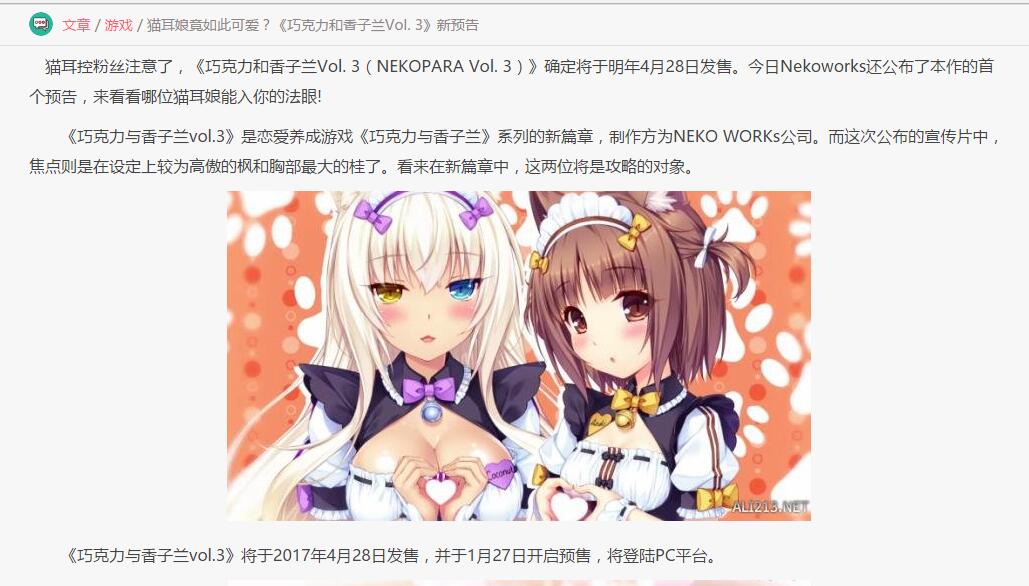 文章 / 游戏 / 猫耳娘竟如此可爱？《巧克力和香子兰Vol. 3》新预告
猫耳控粉丝注意了，《巧克力和香子兰Vol. 3（NEKOPARA Vol. 3）》确定将于明年4月28日发售。今日Nekoworks还公布了本作的首
个预告，来看看哪位猫耳娘能入你的法眼!
《巧克力与香子兰vol.3》是恋爱养成游戏《巧克力与香子兰》系列的新篇章，制作方为NEKO WORKs公司。而这次公布的宣传片中，
焦点则是在设定上较为高傲的枫和胸部最大的桂了。看来在新篇章中，这两位将是攻略的对象。
Coconut
ALI213.NET
《巧克力与香子兰vol.3》将于2017年4月28日发售，并于1月27日开启预售，将登陆PC平台。